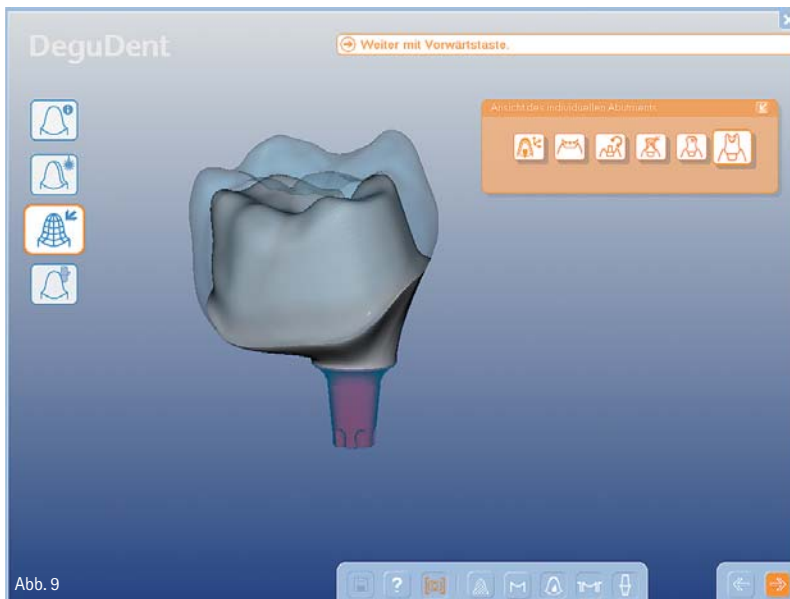 DeguDent
Weiter mit Vorwärtstaste.
Ansicht des individuellen Abutments
?
Abb. 9